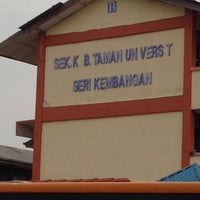 SEK.K B.TAMAN UN VERS T
SERI KEMBANGAN